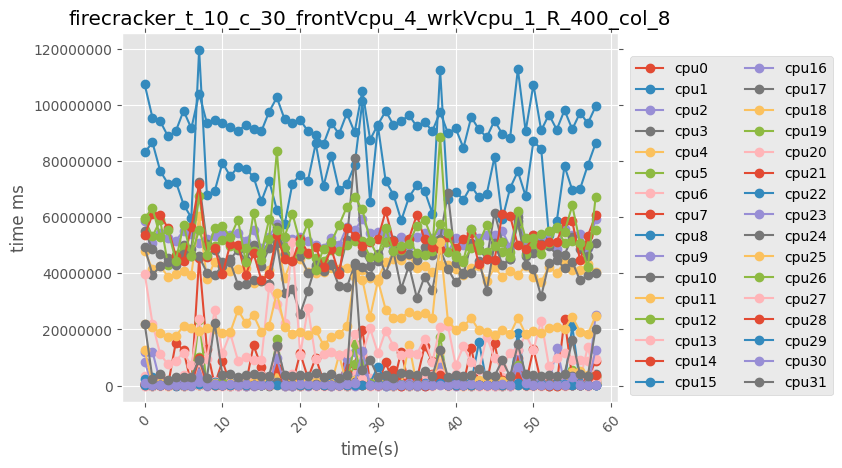 firecracker_t_10_c_30_frontVcpu_4_wrkVcpu_1_R_400_col_8
time ms
120000000
100000000
80000000
60000000
40000000
20000000
0
0 10 20 30 40 50 60
time(s)
cpu0 cpu16
cpu1 cpu17
cpu2 cpu18
cpu3 cpu19
cpu4 cpu20
cpu5 cpu21
cpu6 cpu22
cpu7 cpu23
cpu8 cpu24
cpu9 cpu25
cpu10 cpu26
cpu11 cpu27
cpu12 cpu28
cpu13 cpu29
cpu14 cpu30
cpu15 cpu31